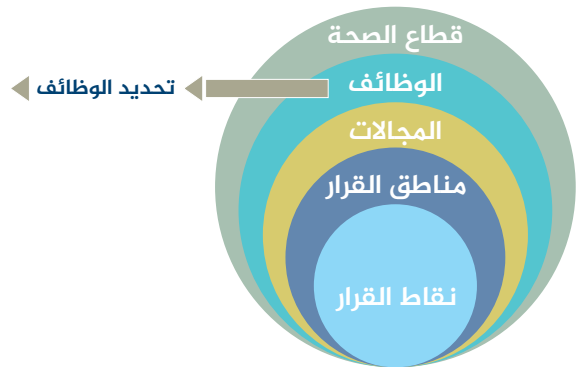 قطاع الصحة
الوظائف
تحديد الوظائف
المجالات
مناطق القرار
نقاط القرار